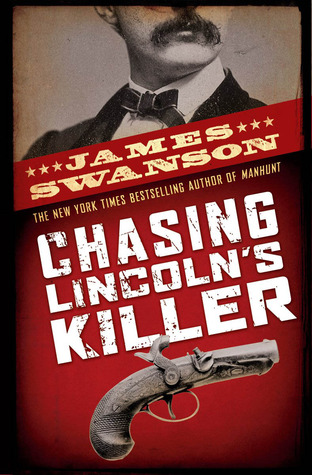 ★★★JAMES★★★
SWANSON
THE NEW YORK TIMES BESTSELLING AUTHOR OF MANHUNT
CHASING
LINCOLN'S
KILLER